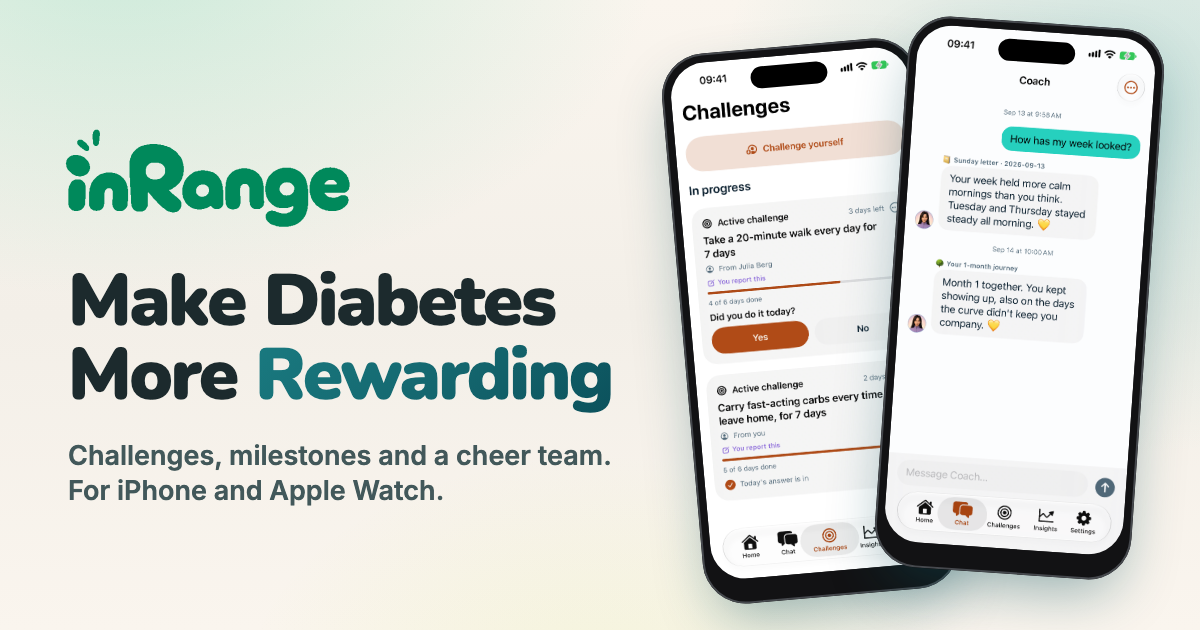 inRange
Make Diabetes
More Rewarding
Challenges, milestones and a cheer team.
For iPhone and Apple Watch.
09:41
Challenges
Challenge yourself
In progress
Active challenge
3 days left
Take a 20-minute walk every day for
7 days
From Julia Berg
You report this
4 of 6 days done
Did you do it today?
Yes
No
Active challenge
2 days
Carry fast-acting carbs every time
leave home, for 7 days
From you
You report this
5 of 6 days done
Today's answer is in
Home
Chat
Challenges
09:41
Coach
Sep 13 at 9:58 AM
How has my week looked?
Sunday letter · 2026-09-13
Your week held more calm
mornings than you think.
Tuesday and Thursday stayed
steady all morning. 💛
Sep 14 at 10:00 AM
Your 1-month journey
Month 1 together. You kept
showing up, also on the days
the curve didn't keep you
company. 💛
Message Coach...
Home
Chat
Challenges
Insights
Settings